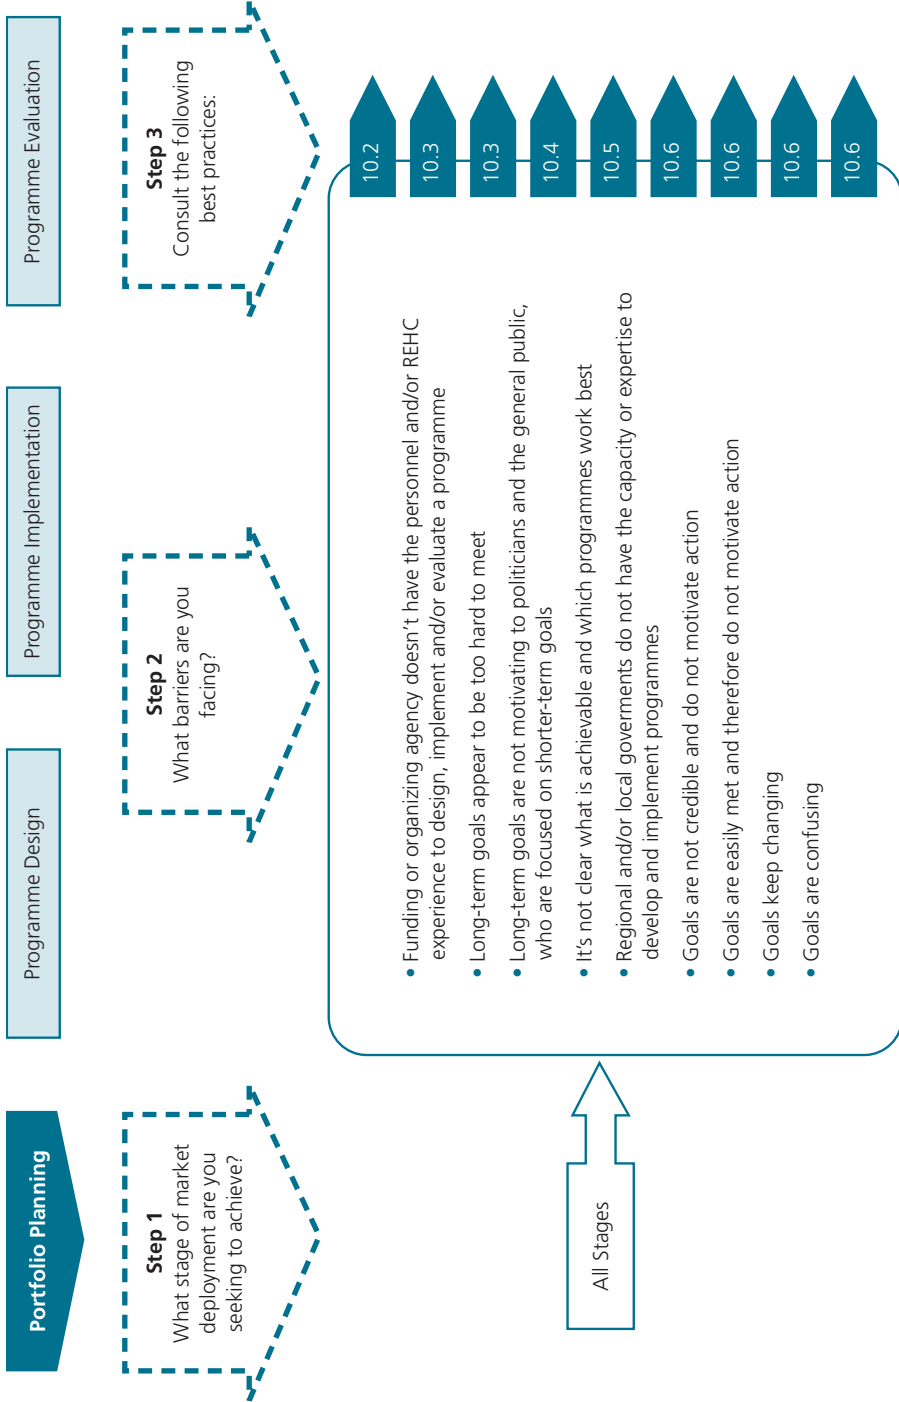 Portfolio Planning
Programme Design
Programme Implementation
Programme Evaluation
Step 1
What stage of market
deployment are you
seeking to achieve?
Step 2
What barriers are you
facing?
Step 3
Consult the following
best practices:
All Stages
• Funding or organizing agency doesn't have the personnel and/or REHC
experience to design, implement and/or evaluate a programme
• Long-term goals appear to be too hard to meet
• Long-term goals are not motivating to politicians and the general public,
who are focused on shorter-term goals
• It's not clear what is achievable and which programmes work best
• Regional and/or local goverments do not have the capacity or expertise to
develop and implement programmes
• Goals are not credible and do not motivate action
• Goals are easily met and therefore do not motivate action
• Goals keep changing
• Goals are confusing
10.2
10.3
10.3
10.4
10.5
10.6
10.6
10.6
10.6